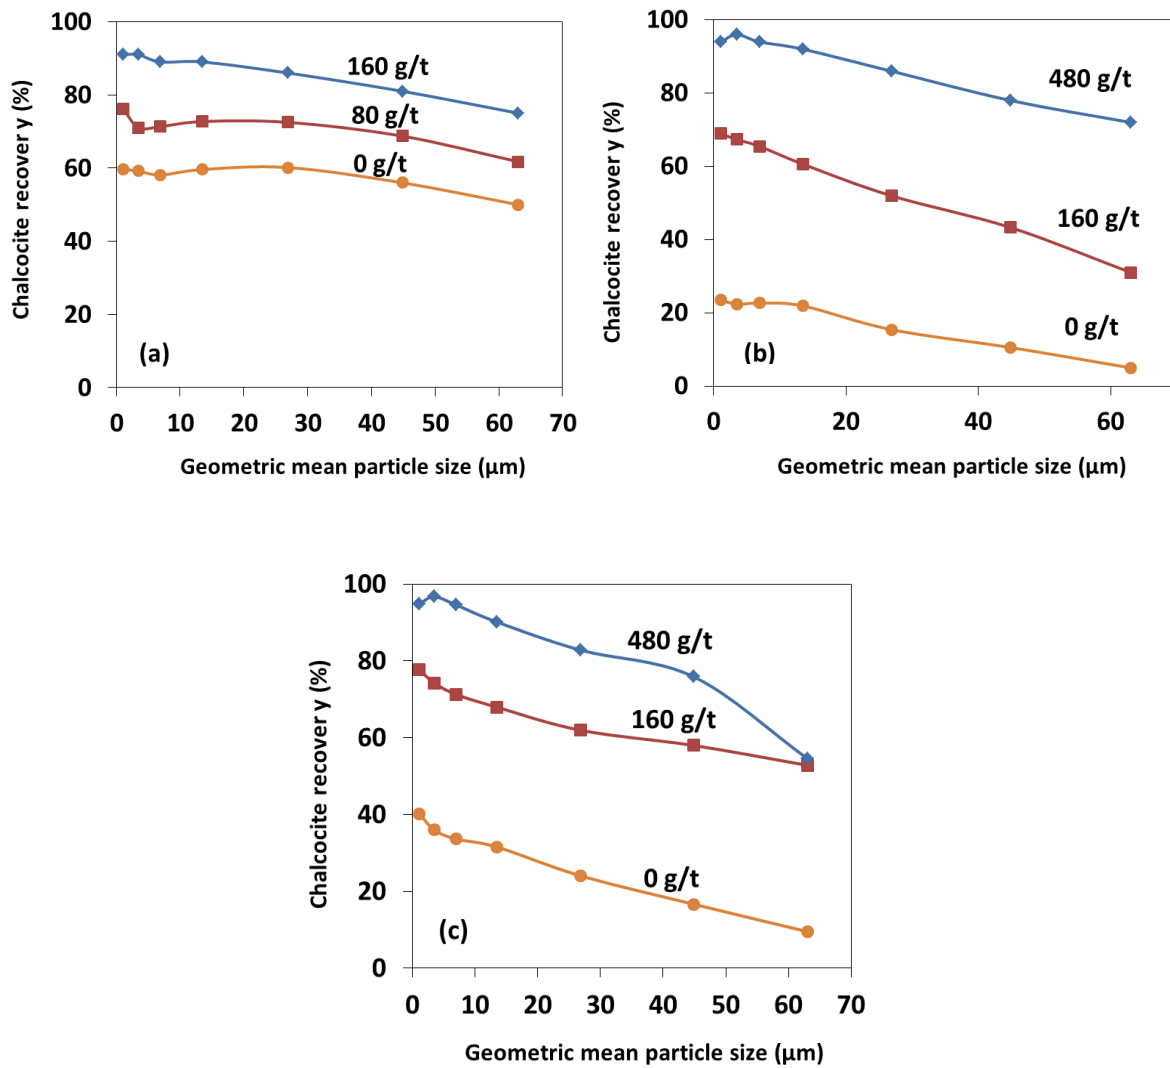 100
80
60
40
20
0
Chalcocite recover y (%)
160 g/t
80 g/t
0 g/t
(a)
0 10 20 30 40 50 60 70
Geometric mean particle size (µm)
100
80
60
40
20
0
Chalcocite recover y (%)
480 g/t
160 g/t
0 g/t
(b)
0 20 40 60
Geometric mean particle size (µm)
100
80
60
40
20
0
Chalcocite recover y (%)
480 g/t
160 g/t
0 g/t
(c)
0 10 20 30 40 50 60 70
Geometric mean particle size (µm)